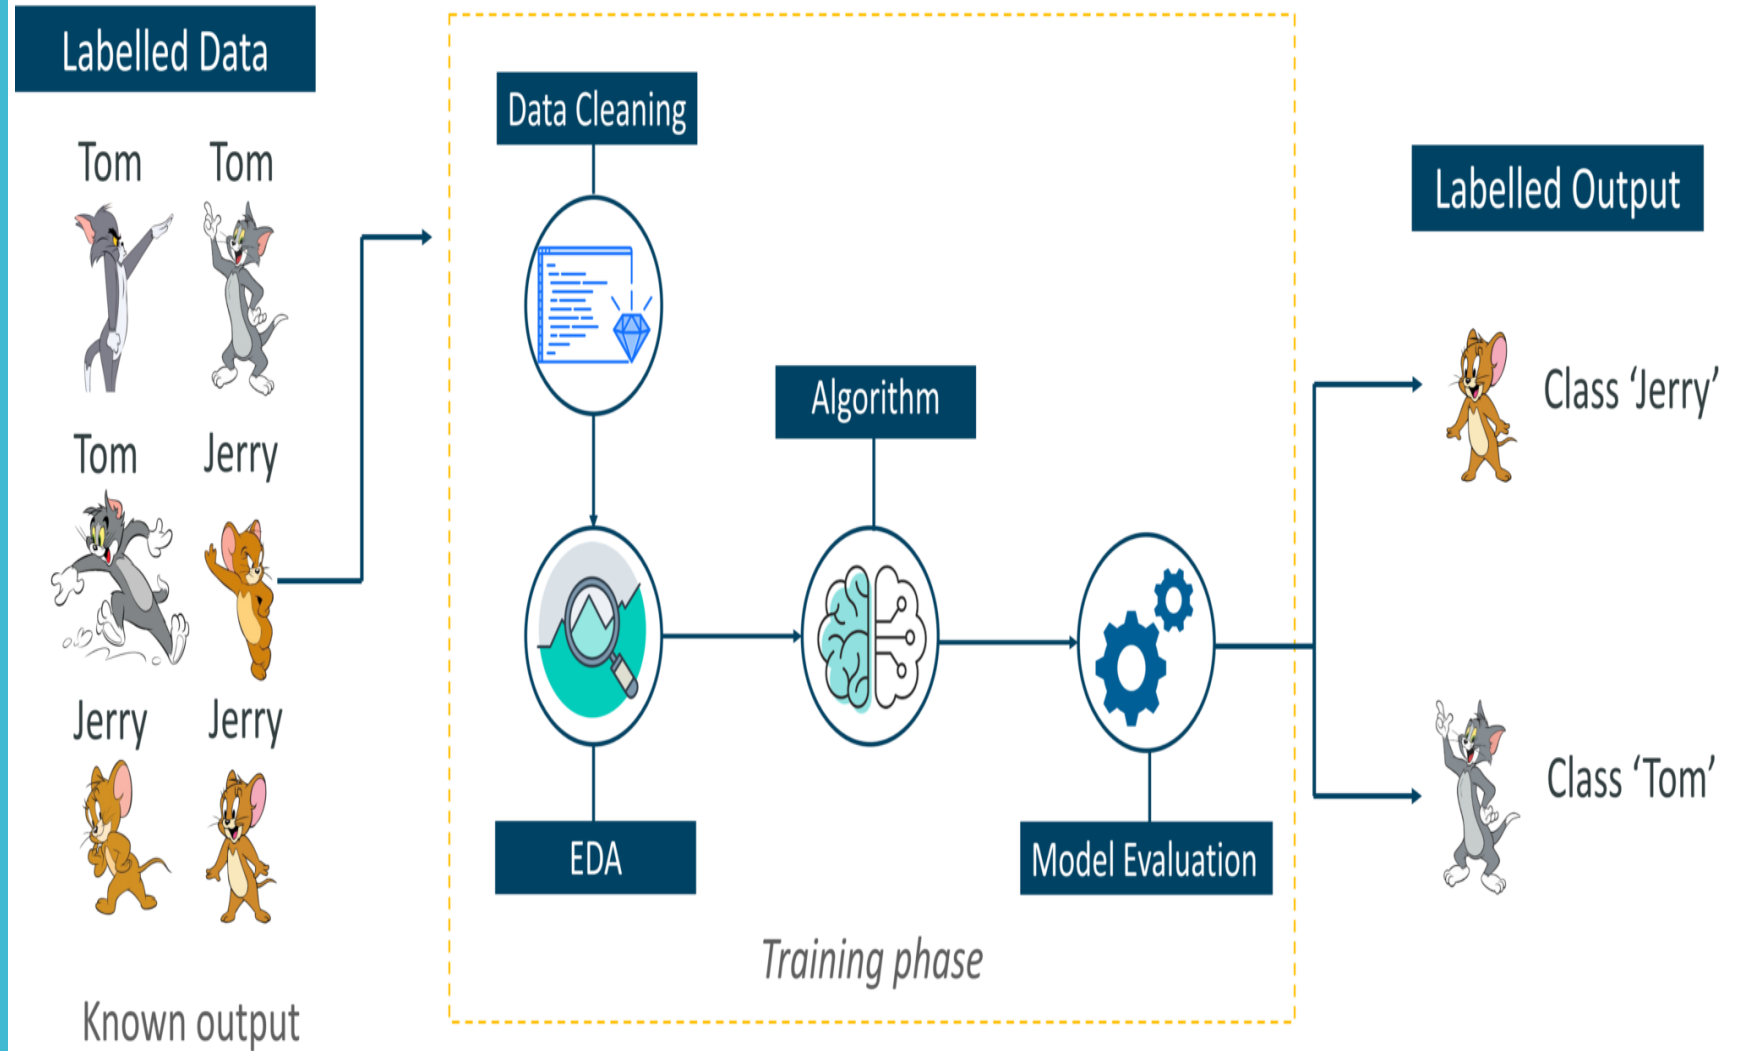 Labelled Data
Tom Tom
Tom Jerry
Jerry Jerry
Known output
Data Cleaning
Algorithm
EDA
Model Evaluation
Training phase
Labelled Output
Class ‘Jerry’
Class ‘Tom’